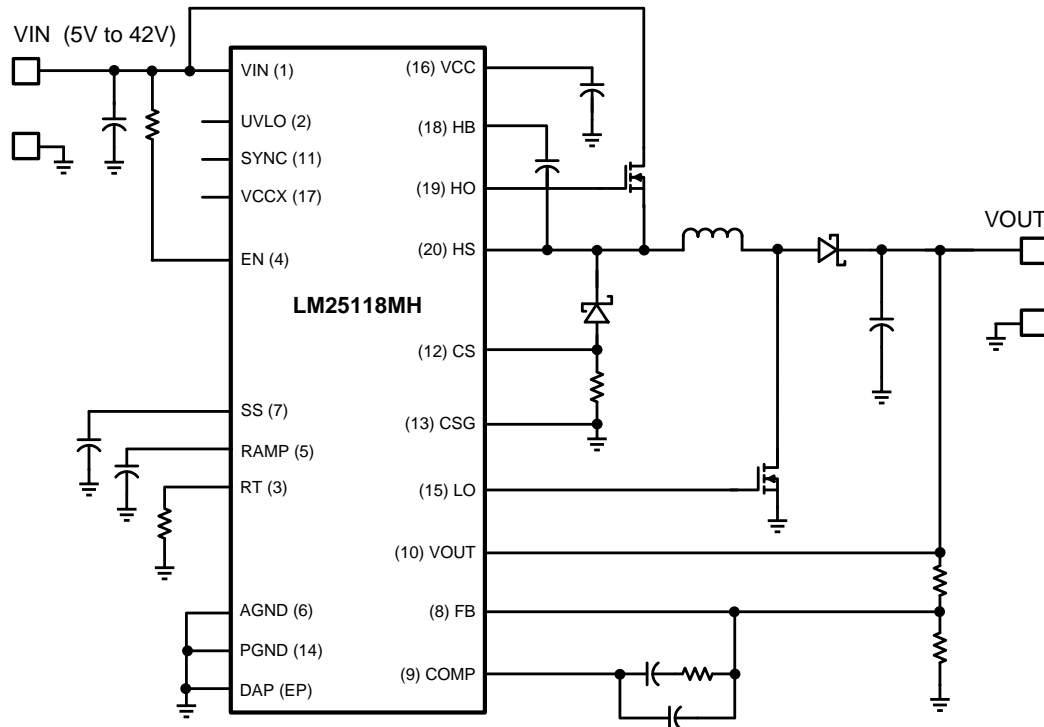 VIN (5V to 42V)
VIN (1)
UVLO (2)
SYNC (11)
VCCX (17)
EN (4)
SS (7)
RAMP (5)
RT (3)
AGND (6)
PGND (14)
DAP (EP)
LM25118MH
(16) VCC
(18) HB
(19) HO
(20) HS
(12) CS
(13) CSG
(15) LO
(10) VOUT
(8) FB
(9) COMP
VOUT